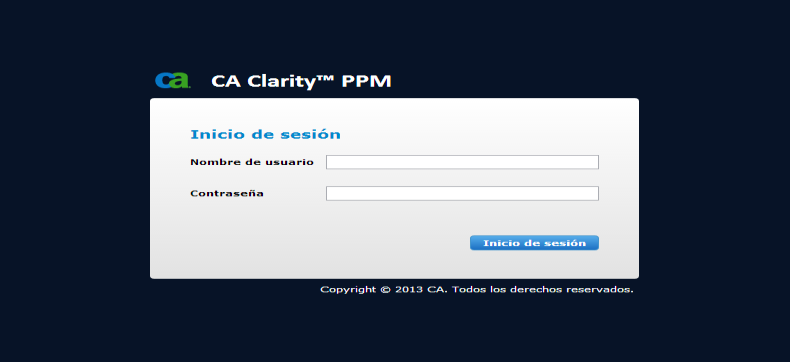 ca
CA Clarity™ PPM
Inicio de sesión
Nombre de usuario
Contraseña
Inicio de sesión
Copyright © 2013 CA. Todos los derechos reservados.